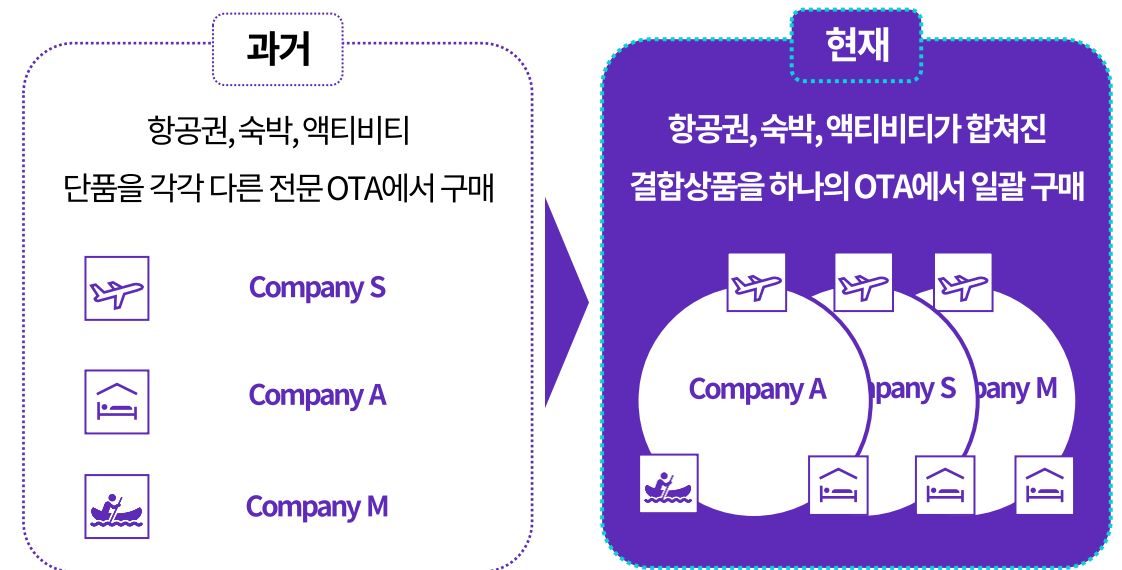 과거
항공권, 숙박, 액티비티
단품을 각각 다른 전문 OTA에서 구매
Company S
Company A
Company M
현재
항공권, 숙박, 액티비티가 합쳐진
결합상품을 하나의 OTA에서 일괄 구매
Company A
pany S
pany M